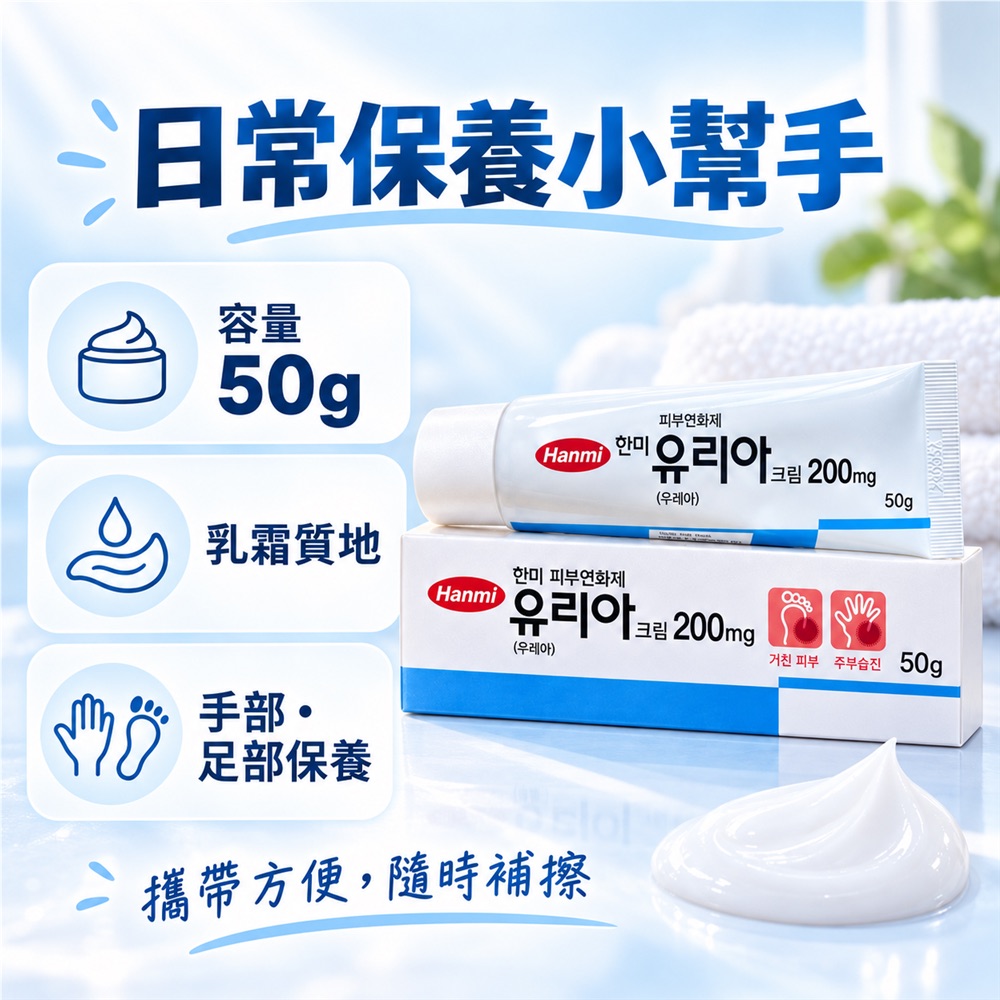 日常保養小幫手
容量
50g
乳霜質地
手部・
足部保養
攜帶方便，隨時補擦
피부연화제
Hanmi 한미 유리아크림 200mg
(우레아)
50g
한미 피부연화제
Hanmi 유리아크림 200mg
(우레아)
거친 피부 주부습진 50g